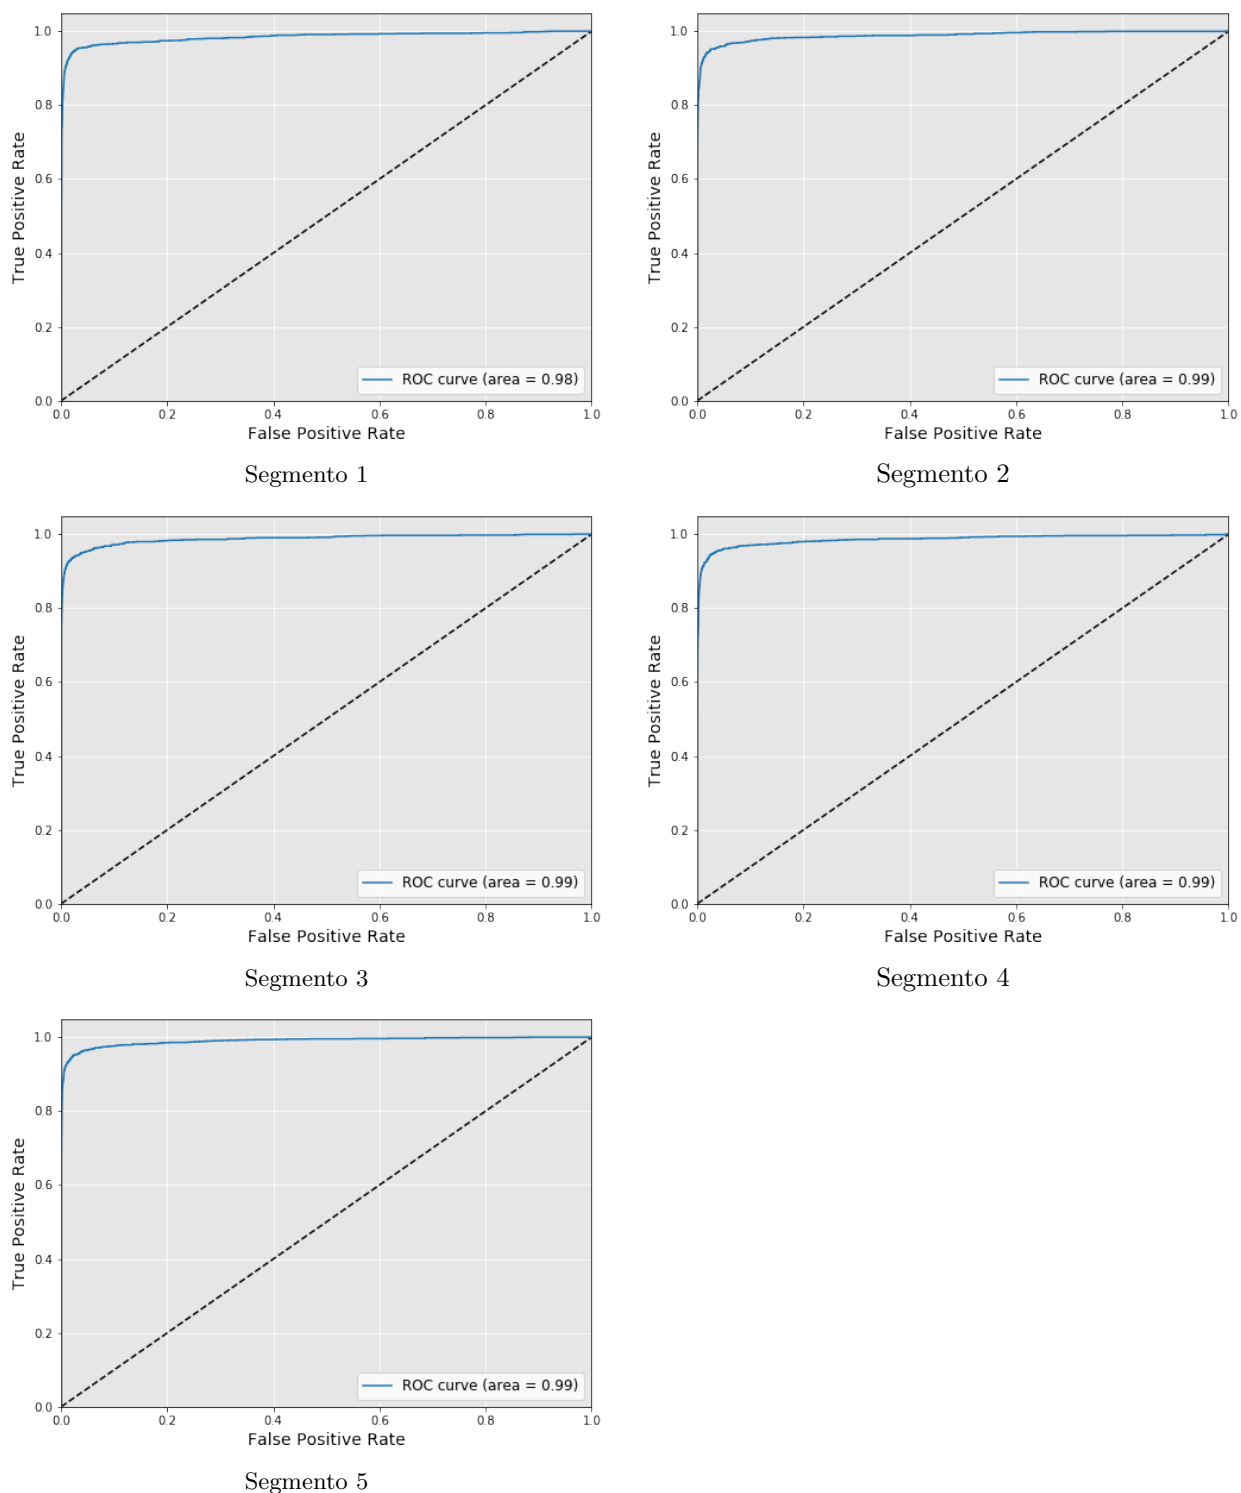 1.0
0.8
0.6
0.4
0.2
0.0
True Positive Rate
ROC curve (area = 0.98)
0.0 0.2 0.4 0.6 0.8 1.0
False Positive Rate
Segmento 1
1.0
0.8
0.6
0.4
0.2
0.0
True Positive Rate
ROC curve (area = 0.99)
0.0 0.2 0.4 0.6 0.8 1.0
False Positive Rate
Segmento 2
1.0
0.8
0.6
0.4
0.2
0.0
True Positive Rate
ROC curve (area = 0.99)
0.0 0.2 0.4 0.6 0.8 1.0
False Positive Rate
Segmento 3
1.0
0.8
0.6
0.4
0.2
0.0
True Positive Rate
ROC curve (area = 0.99)
0.0 0.2 0.4 0.6 0.8 1.0
False Positive Rate
Segmento 4
1.0
0.8
0.6
0.4
0.2
0.0
True Positive Rate
ROC curve (area = 0.99)
0.0 0.2 0.4 0.6 0.8 1.0
False Positive Rate
Segmento 5